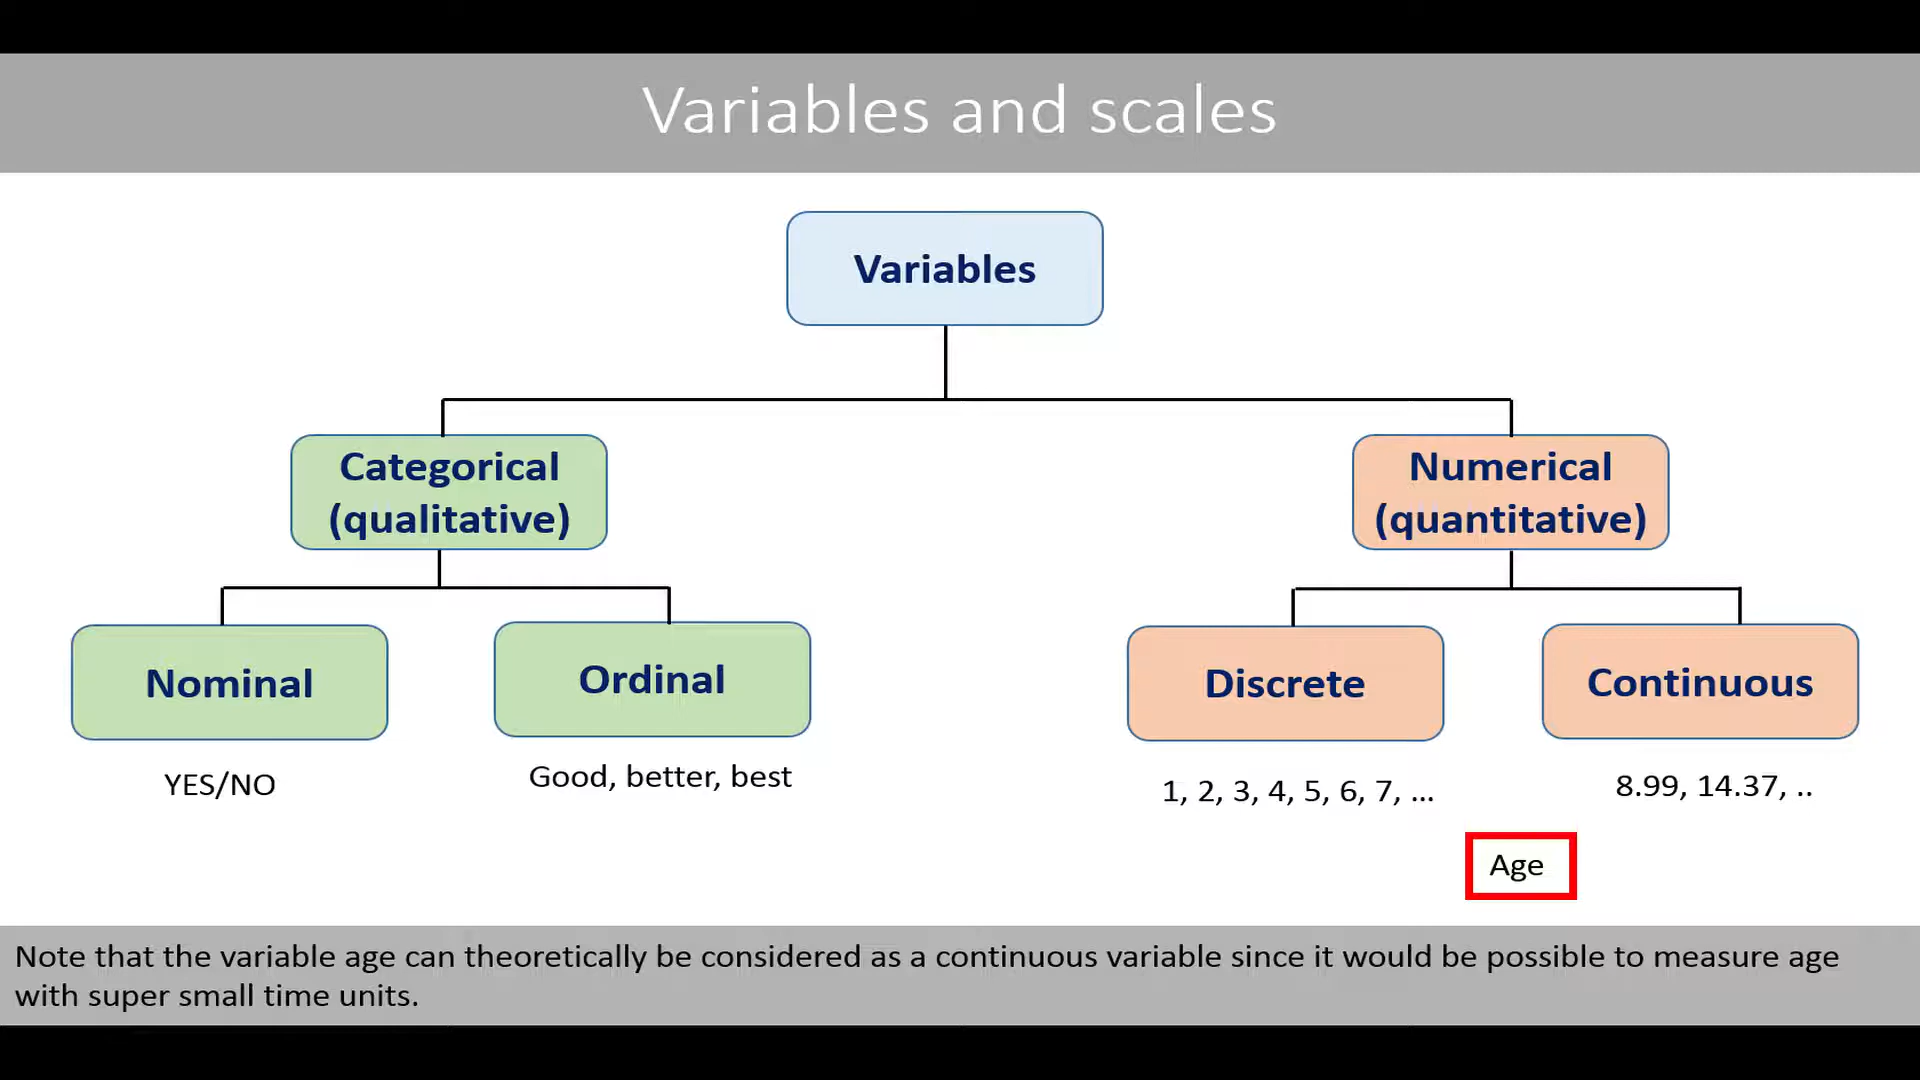 Variables and scales
Variables
Categorical
(qualitative)
Numerical
(quantitative)
Nominal
Ordinal
Discrete
Continuous
YES/NO
Good, better, best
1, 2, 3, 4, 5, 6, 7, ...
8.99, 14.37, ..
Age
Note that the variable age can theoretically be considered as a continuous variable since it would be possible to measure age
with super small time units.